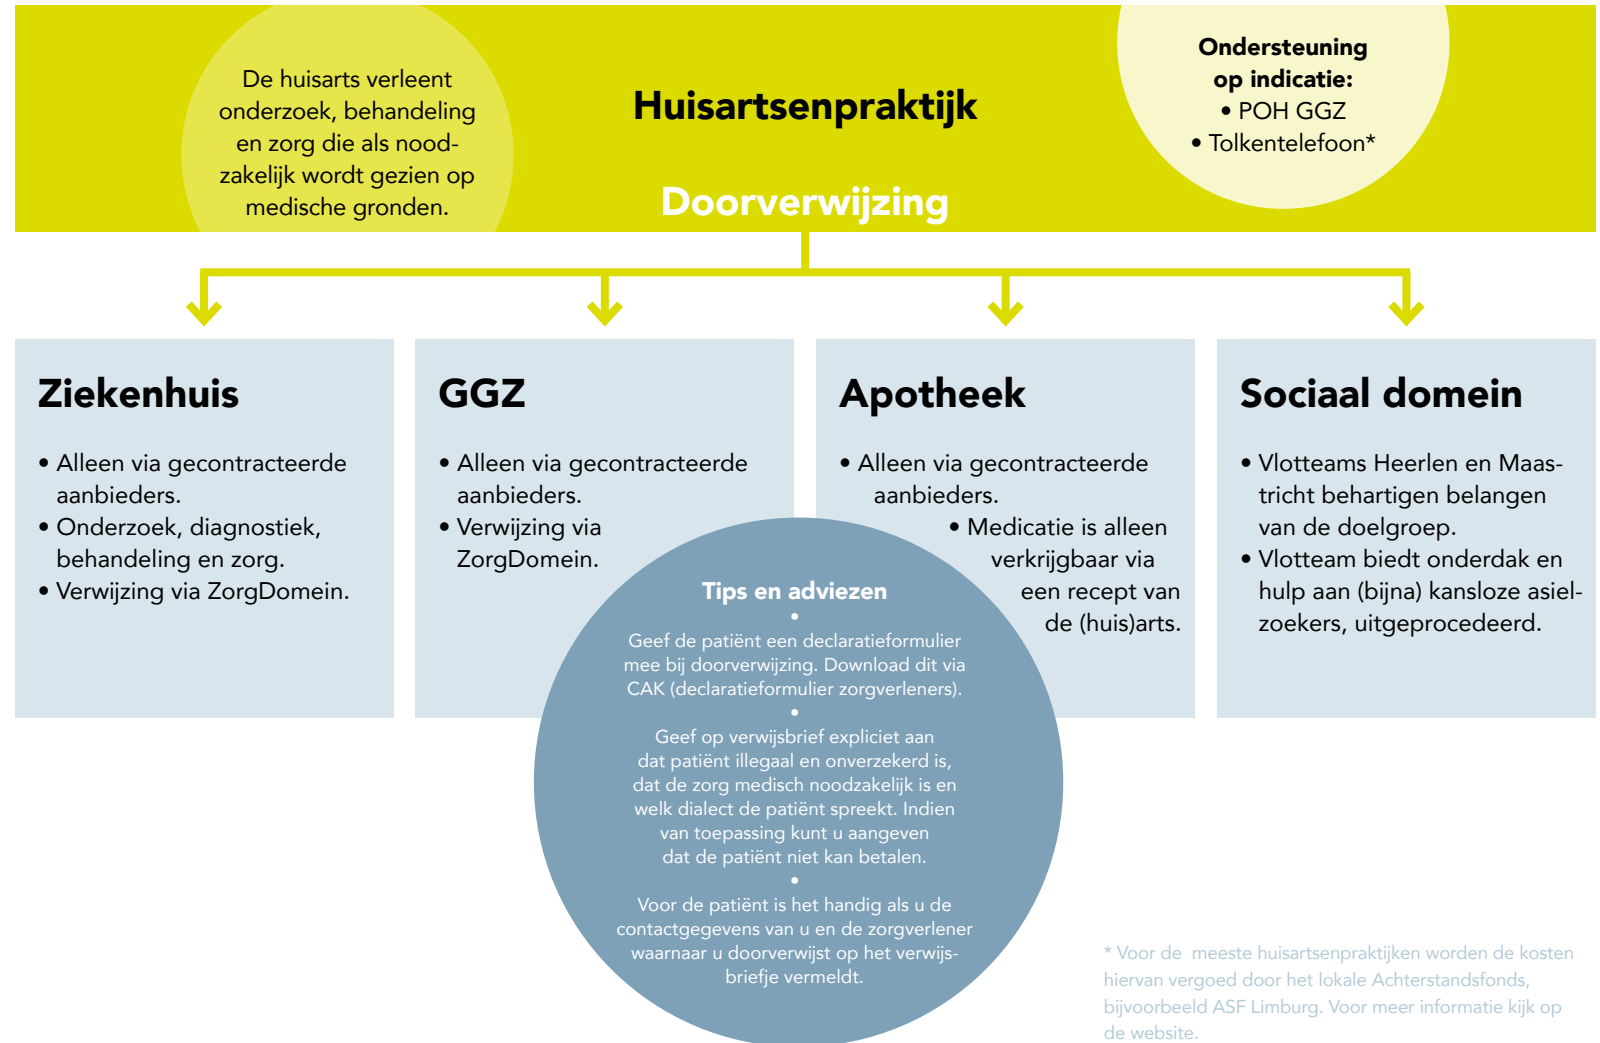 De huisarts verleent
onderzoek, behandeling
en zorg die als nood-
zakelijk wordt gezien op
medische gronden.
Huisartsenpraktijk
Doorverwijzing
Ondersteuning
op indicatie:
• POH GGZ
• Tolkentelefoon*
Ziekenhuis
• Alleen via gecontracteerde
aanbieders.
• Onderzoek, diagnostiek,
behandeling en zorg.
• Verwijzing via ZorgDomein.
GGZ
• Alleen via gecontracteerde
aanbieders.
• Verwijzing via
ZorgDomein.
Apotheek
• Alleen via gecontracteerde
aanbieders.
• Medicatie is alleen
verkrijgbaar via
een recept van
de (huis)arts.
Sociaal domein
• Vlotteams Heerlen en Maas-
tricht behartigen belangen
van de doelgroep.
• Vlotteam biedt onderdak en
hulp aan (bijna) kansloze asiel-
zoekers, uitgeprocedeerd.
Tips en adviezen
•
Geef de patiënt een declaratieformulier
mee bij doorverwijzing. Download dit via
CAK (declaratieformulier zorgverleners).
•
Geef op verwijsbrief expliciet aan
dat patiënt illegaal en onverzekerd is,
dat de zorg medisch noodzakelijk is en
welk dialect de patiënt spreekt. Indien
van toepassing kunt u aangeven
dat de patiënt niet kan betalen.
•
Voor de patiënt is het handig als u de
contactgegevens van u en de zorgverlener
waarnaar u doorverwijst op het verwijs-
briefje vermeldt.
* Voor de  meeste huisartsenpraktijken worden de kosten
hiervan vergoed door het lokale Achterstandsfonds,
bijvoorbeeld ASF Limburg. Voor meer informatie kijk op
de website.